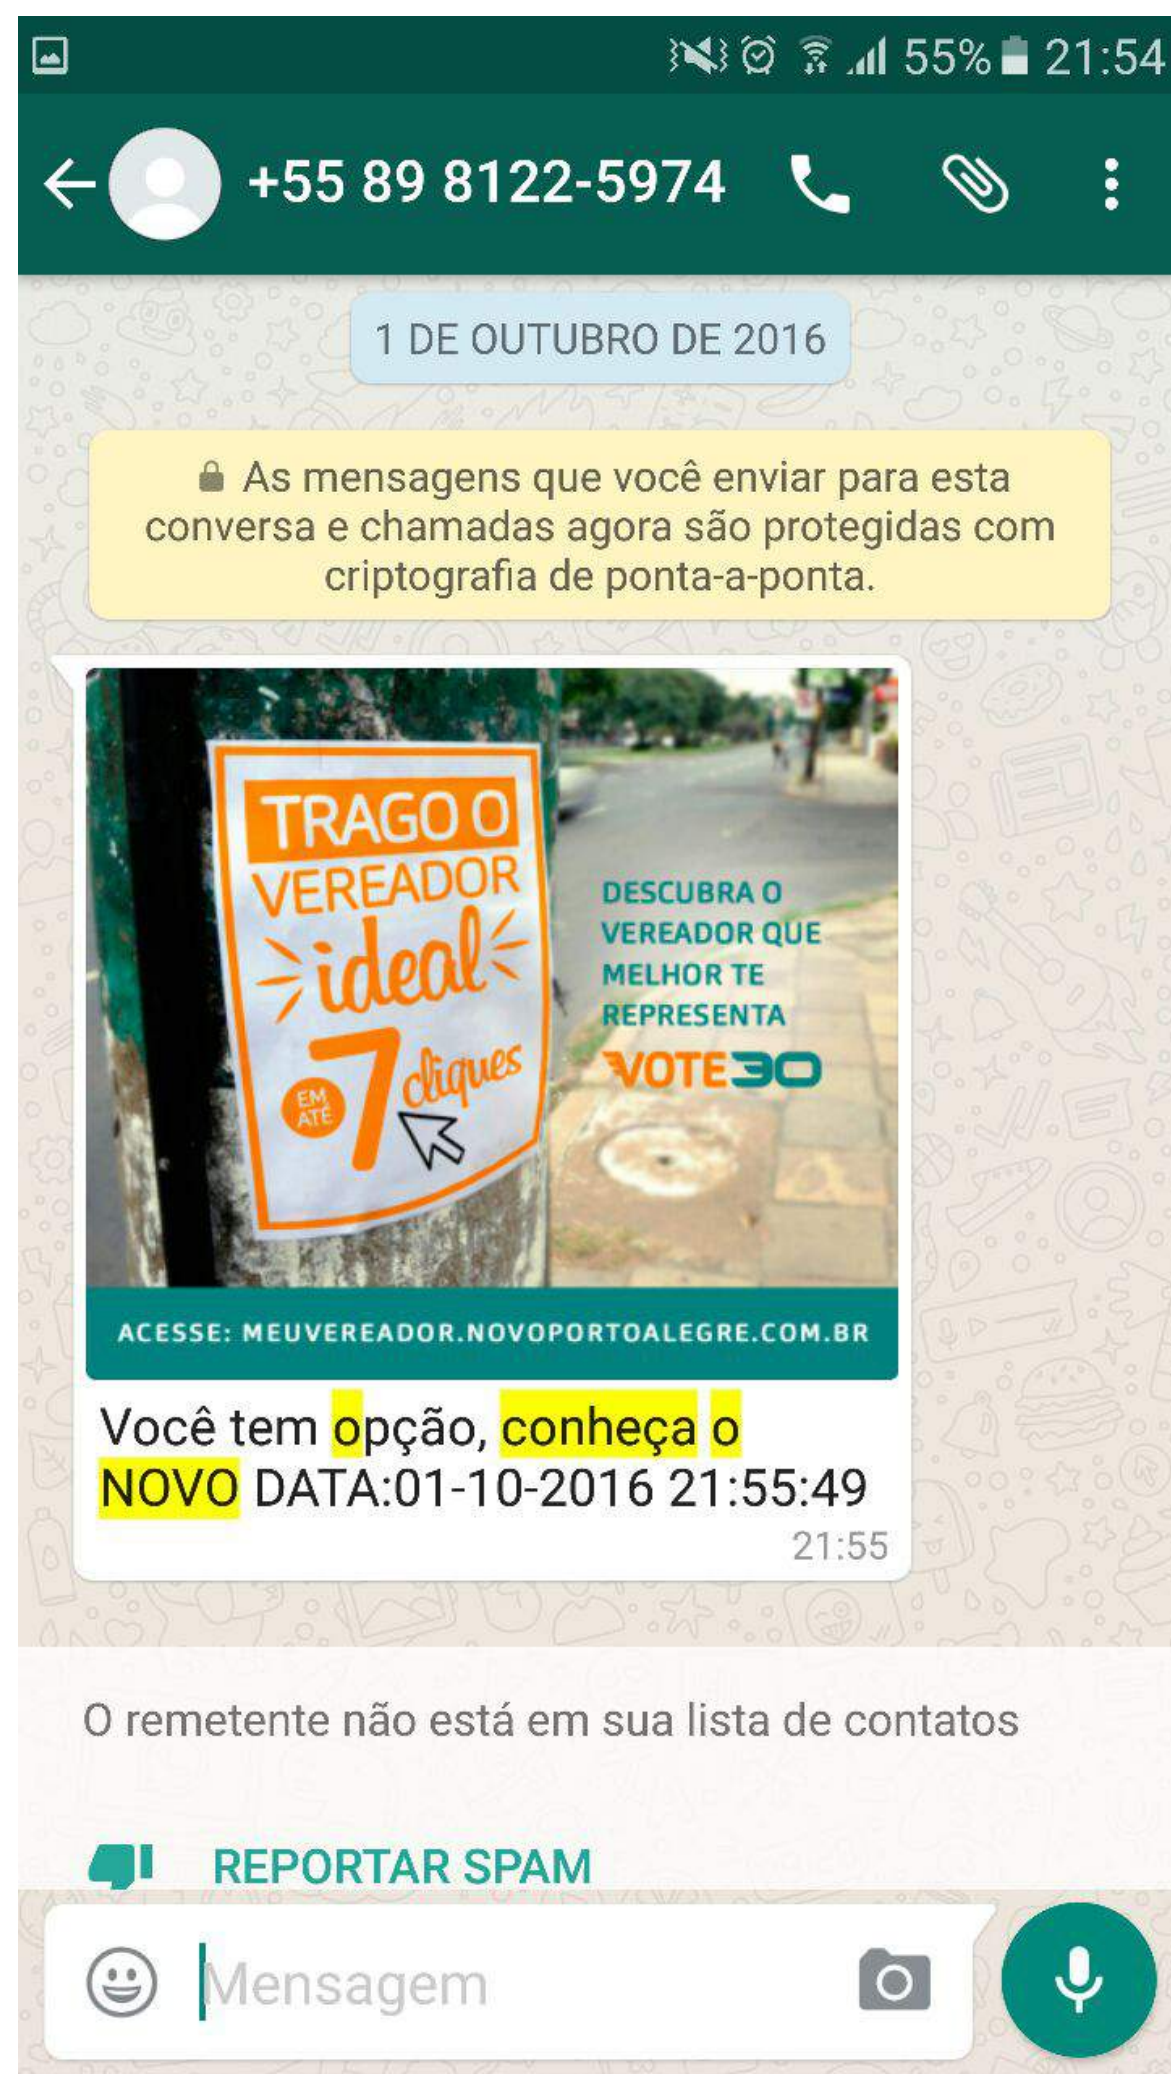 55% 21:54
+55 89 8122-5974
1 DE OUTUBRO DE 2016
As mensagens que você enviar para esta
conversa e chamadas agora são protegidas com
criptografia de ponta-a-ponta.
TRAGO O
VEREADOR
ideal
EM
ATÉ
7
cliques
DESCUBRA O
VEREADOR QUE
MELHOR TE
REPRESENTA
VOTE30
ACESSE: MEUVEREADOR.NOVOPORTOALEGRE.COM.BR
Você tem opção, conheça o
NOVO DATA:01-10-2016 21:55:49
21:55
O remetente não está em sua lista de contatos
REPORTAR SPAM
Mensagem